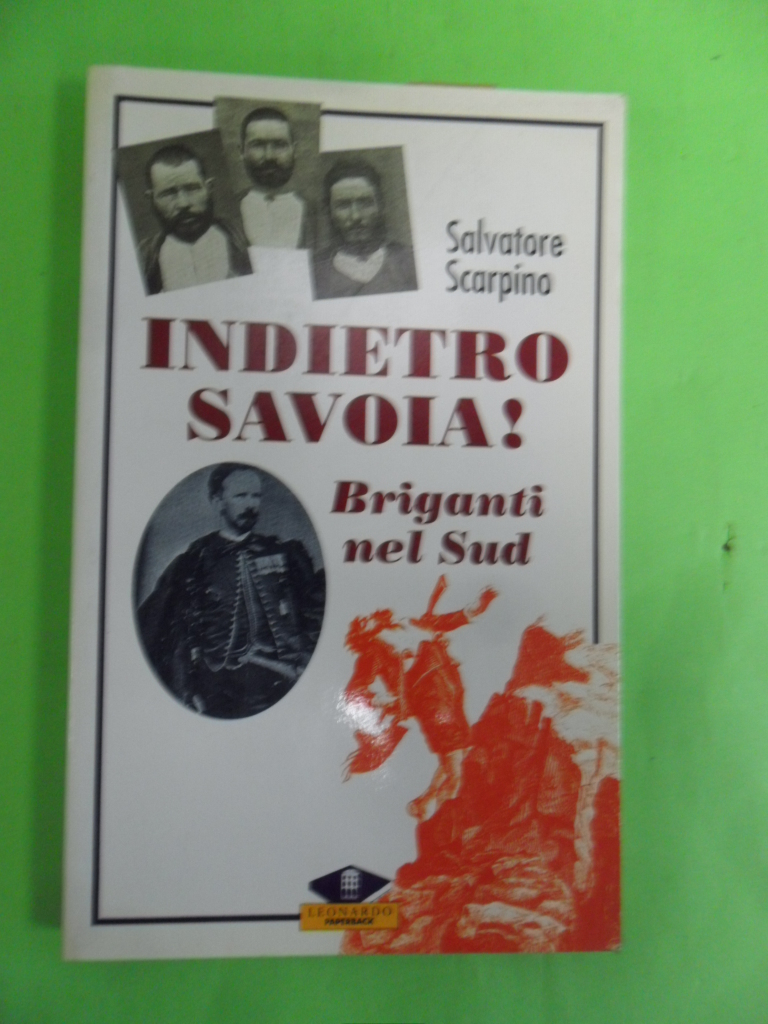 Salvatore
Scarpino
INDIETRO
SAVOIA!
Briganti
nel Sud
LEONARDO
PAPERBACK